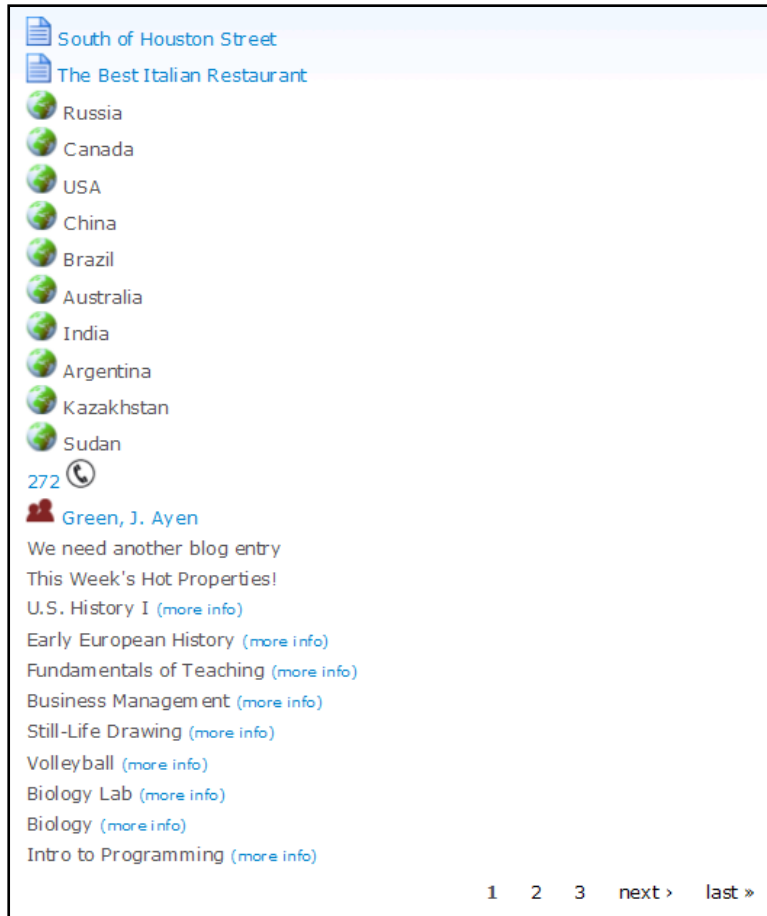 South of Houston Street
The Best Italian Restaurant
Russia
Canada
USA
China
Brazil
Australia
India
Argentina
Kazakhstan
Sudan
272
Green, J. Ayen
We need another blog entry
This Week's Hot Properties!
U.S. History I (more info)
Early European History (more info)
Fundamentals of Teaching (more info)
Business Management (more info)
Still-Life Drawing (more info)
Volleyball (more info)
Biology Lab (more info)
Biology (more info)
Intro to Programming (more info)
1 2 3 next › last »